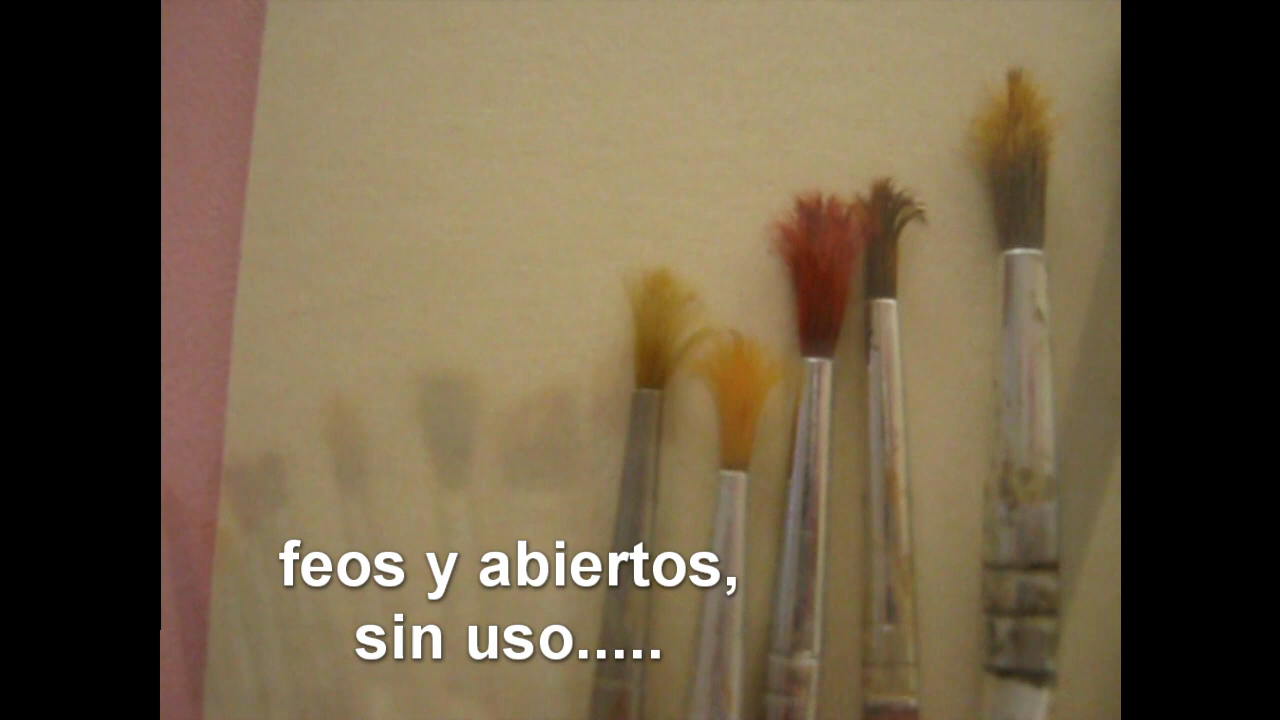 feos y abiertos,
sin uso.....